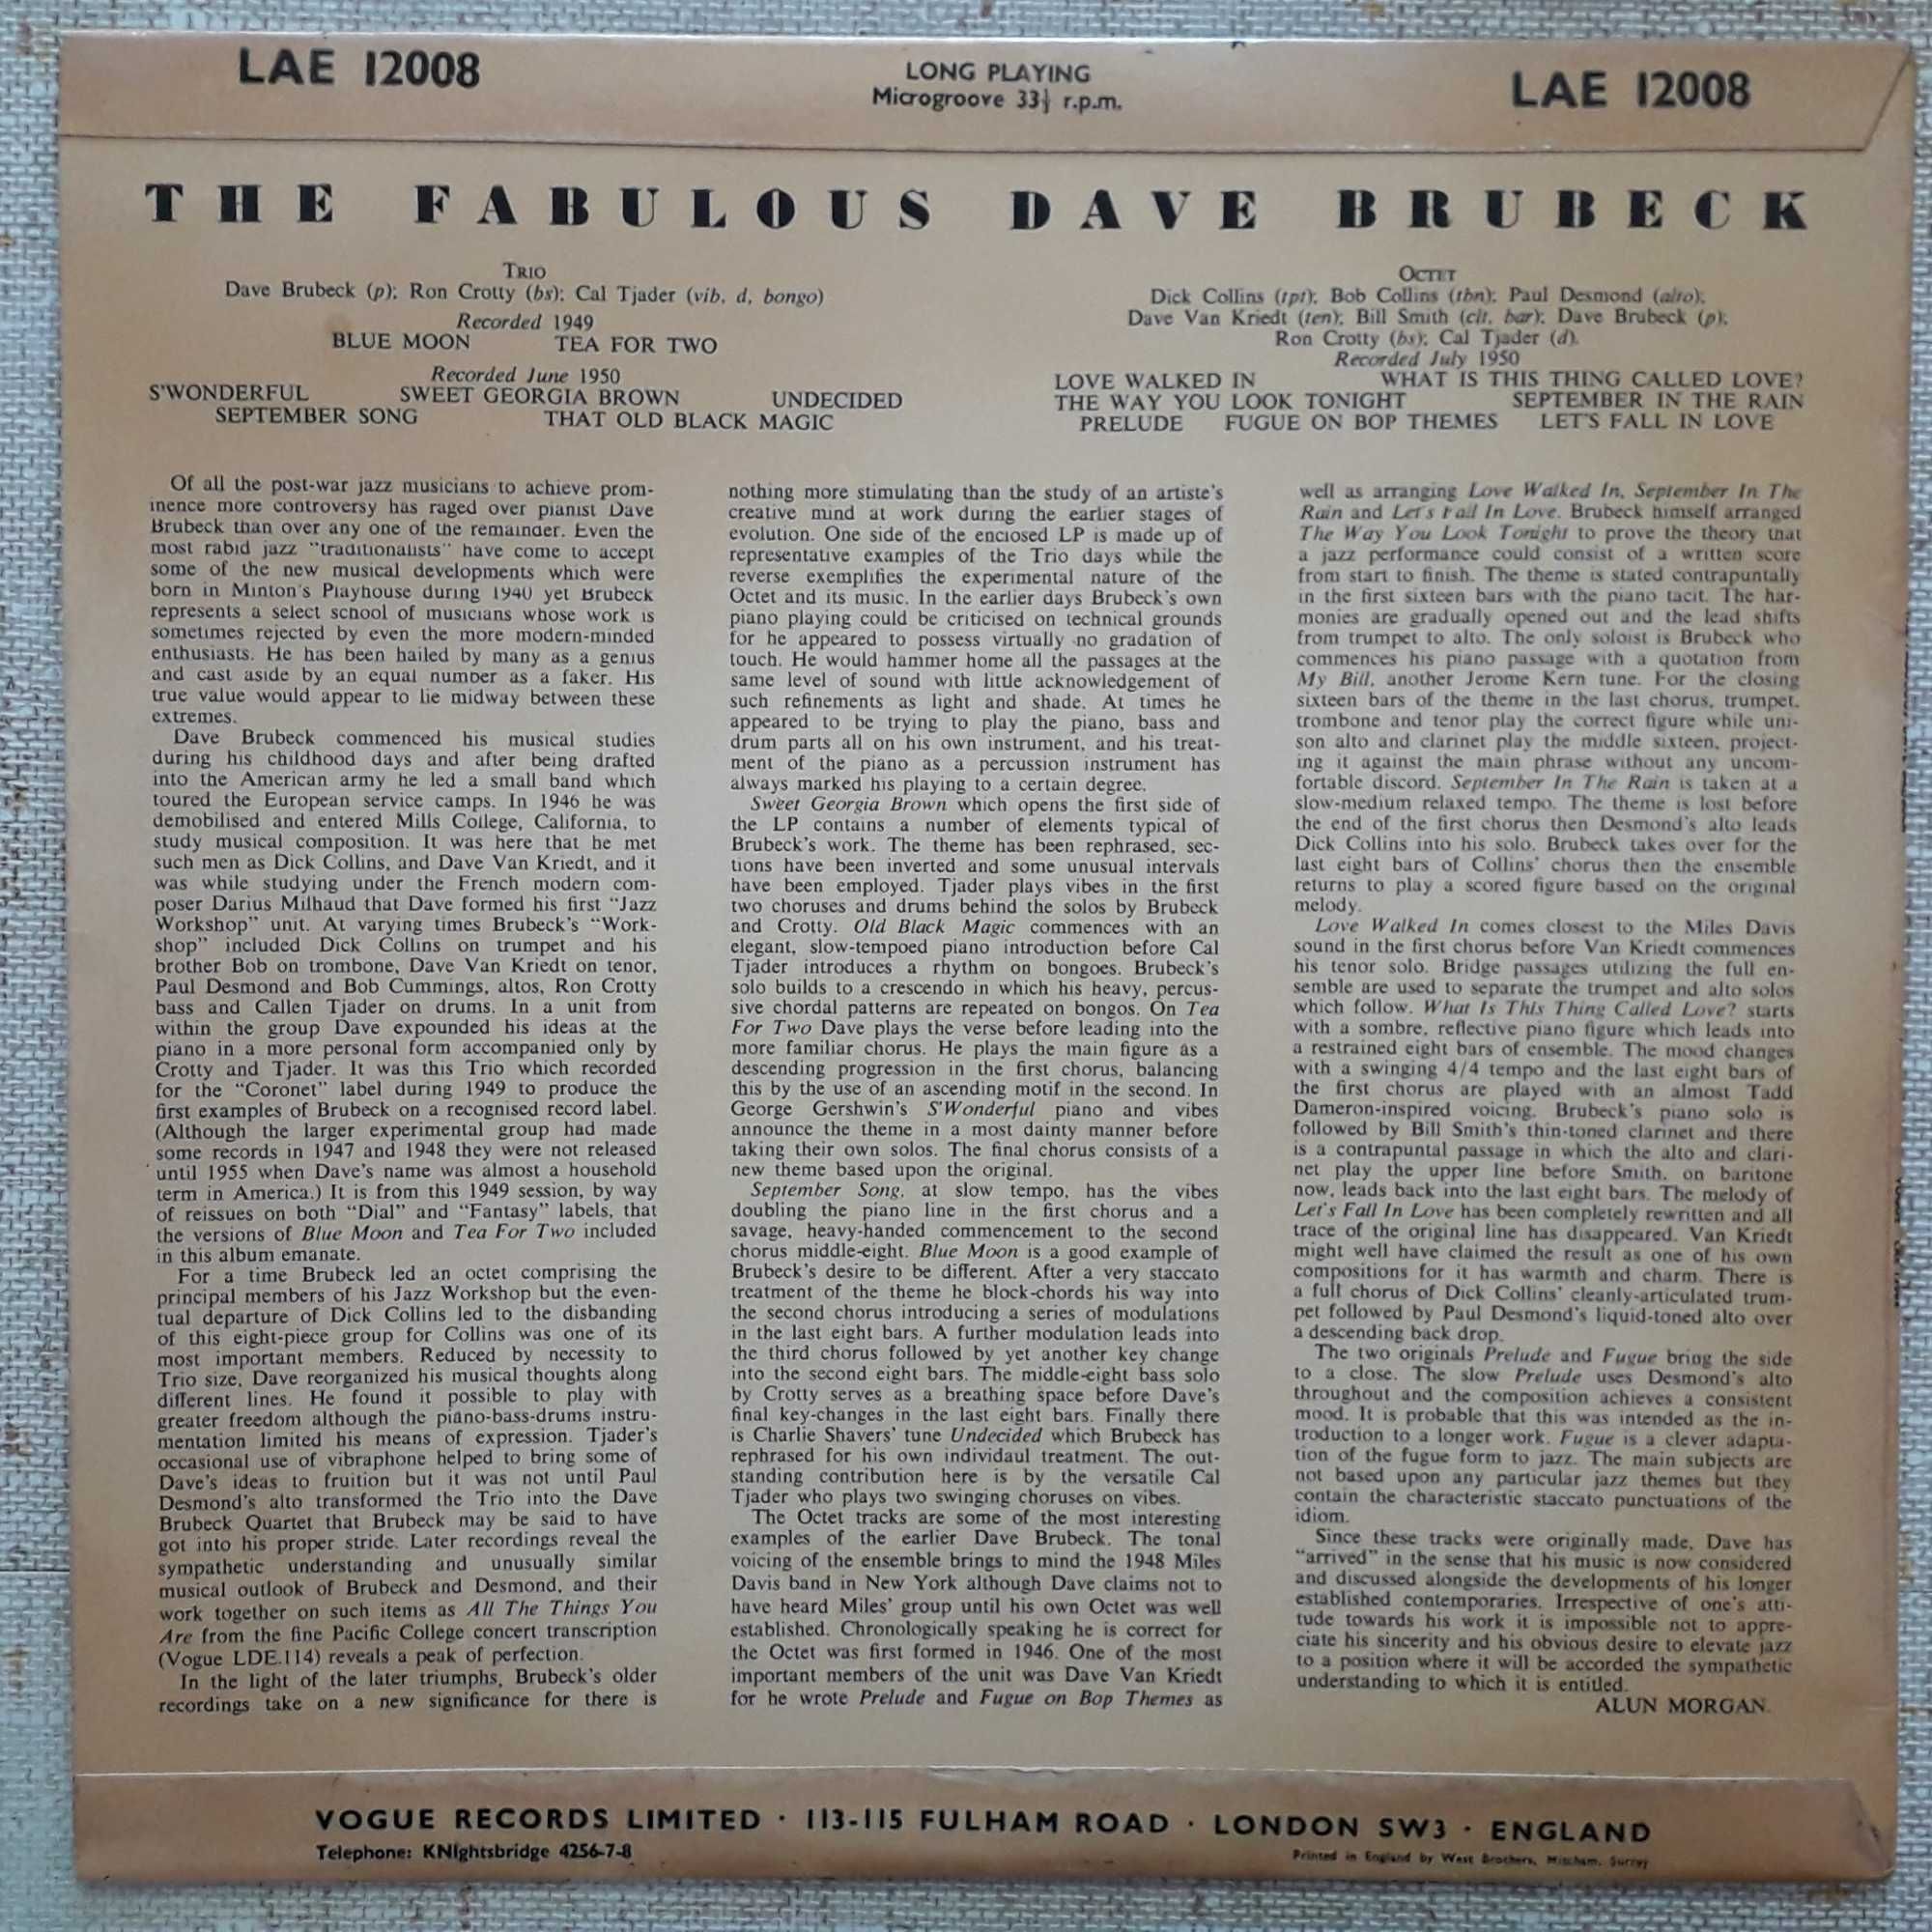 LAE 12008
LONG PLAYING
Microgroove 33⅓ r.p.m.
LAE 12008
THE FABULOUS DAVE BRUBECK
TRIO
Dave Brubeck (p); Ron Crotty (bs); Cal Tjader (vib, d, bongo)
Recorded 1949
BLUE MOON TEA FOR TWO
Recorded June 1950
S'WONDERFUL SWEET GEORGIA BROWN UNDECIDED
SEPTEMBER SONG THAT OLD BLACK MAGIC
OCTET
Dick Collins (tpt); Bob Collins (tbn); Paul Desmond (alto);
Dave Van Kriedt (ten); Bill Smith (clt, bar); Dave Brubeck (p);
Ron Crotty (bs); Cal Tjader (d).
Recorded July 1950
LOVE WALKED IN WHAT IS THIS THING CALLED LOVE?
THE WAY YOU LOOK TONIGHT SEPTEMBER IN THE RAIN
PRELUDE FUGUE ON BOP THEMES LET'S FALL IN LOVE
Of all the post-war jazz musicians to achieve prom-
inence more controversy has raged over pianist Dave
Brubeck than over any one of the remainder. Even the
most rabid jazz "traditionalists" have come to accept
some of the new musical developments which were
born in Minton's Playhouse during 1940 yet Brubeck
represents a select school of musicians whose work is
sometimes rejected by even the more modern-minded
enthusiasts. He has been hailed by many as a genius
and cast aside by an equal number as a faker. His
true value would appear to lie midway between these
extremes.
Dave Brubeck commenced his musical studies
during his childhood days and after being drafted
into the American army he led a small band which
toured the European service camps. In 1946 he was
demobilised and entered Mills College, California, to
study musical composition. It was here that he met
such men as Dick Collins, and Dave Van Kriedt, and it
was while studying under the French modern com-
poser Darius Milhaud that Dave formed his first "Jazz
Workshop" unit. At varying times Brubeck's "Work-
shop" included Dick Collins on trumpet and his
brother Bob on trombone, Dave Van Kriedt on tenor,
Paul Desmond and Bob Cummings, altos, Ron Crotty
bass and Callen Tjader on drums. In a unit from
within the group Dave expounded his ideas at the
piano in a more personal form accompanied only by
Crotty and Tjader. It was this Trio which recorded
for the "Coronet" label during 1949 to produce the
first examples of Brubeck on a recognised record label.
(Although the larger experimental group had made
some records in 1947 and 1948 they were not released
until 1955 when Dave's name was almost a household
term in America.) It is from this 1949 session, by way
of reissues on both "Dial" and "Fantasy" labels, that
the versions of Blue Moon and Tea For Two included
in this album emanate.
For a time Brubeck led an octet comprising the
principal members of his Jazz Workshop but the even-
tual departure of Dick Collins led to the disbanding
of this eight-piece group for Collins was one of its
most important members. Reduced by necessity to
Trio size, Dave reorganized his musical thoughts along
different lines. He found it possible to play with
greater freedom although the piano-bass-drums instru-
mentation limited his means of expression. Tjader's
occasional use of vibraphone helped to bring some of
Dave's ideas to fruition but it was not until Paul
Desmond's alto transformed the Trio into the Dave
Brubeck Quartet that Brubeck may be said to have
got into his proper stride. Later recordings reveal the
sympathetic understanding and unusually similar
musical outlook of Brubeck and Desmond, and their
work together on such items as All The Things You
Are from the fine Pacific College concert transcription
(Vogue LDE.114) reveals a peak of perfection.
In the light of the later triumphs, Brubeck's older
recordings take on a new significance for there is
nothing more stimulating than the study of an artiste's
creative mind at work during the earlier stages of
evolution. One side of the enclosed LP is made up of
representative examples of the Trio days while the
reverse exemplifies the experimental nature of the
Octet and its music. In the earlier days Brubeck's own
piano playing could be criticised on technical grounds
for he appeared to possess virtually no gradation of
touch. He would hammer home all the passages at the
same level of sound with little acknowledgement of
such refinements as light and shade. At times he
appeared to be trying to play the piano, bass and
drum parts all on his own instrument, and his treat-
ment of the piano as a percussion instrument has
always marked his playing to a certain degree.
Sweet Georgia Brown which opens the first side of
the LP contains a number of elements typical of
Brubeck's work. The theme has been rephrased, sec-
tions have been inverted and some unusual intervals
have been employed. Tjader plays vibes in the first
two choruses and drums behind the solos by Brubeck
and Crotty. Old Black Magic commences with an
elegant, slow-tempoed piano introduction before Cal
Tjader introduces a rhythm on bongoes. Brubeck's
solo builds to a crescendo in which his heavy, percus-
sive chordal patterns are repeated on bongos. On Tea
For Two Dave plays the verse before leading into the
more familiar chorus. He plays the main figure as a
descending progression in the first chorus, balancing
this by the use of an ascending motif in the second. In
George Gershwin's S'Wonderful piano and vibes
announce the theme in a most dainty manner before
taking their own solos. The final chorus consists of a
new theme based upon the original.
September Song, at slow tempo, has the vibes
doubling the piano line in the first chorus and a
savage, heavy-handed commencement to the second
chorus middle-eight. Blue Moon is a good example of
Brubeck's desire to be different. After a very staccato
treatment of the theme he block-chords his way into
the second chorus introducing a series of modulations
in the last eight bars. A further modulation leads into
the third chorus followed by yet another key change
into the second eight bars. The middle-eight bass solo
by Crotty serves as a breathing space before Dave's
final key-changes in the last eight bars. Finally there
is Charlie Shavers' tune Undecided which Brubeck has
rephrased for his own individaul treatment. The out-
standing contribution here is by the versatile Cal
Tjader who plays two swinging choruses on vibes.
The Octet tracks are some of the most interesting
examples of the earlier Dave Brubeck. The tonal
voicing of the ensemble brings to mind the 1948 Miles
Davis band in New York although Dave claims not to
have heard Miles' group until his own Octet was well
established. Chronologically speaking he is correct for
the Octet was first formed in 1946. One of the most
important members of the unit was Dave Van Kriedt
for he wrote Prelude and Fugue on Bop Themes as
well as arranging Love Walked In, September In The
Rain and Let's Fall In Love. Brubeck himself arranged
The Way You Look Tonight to prove the theory that
a jazz performance could consist of a written score
from start to finish. The theme is stated contrapuntally
in the first sixteen bars with the piano tacit. The har-
monies are gradually opened out and the lead shifts
from trumpet to alto. The only soloist is Brubeck who
commences his piano passage with a quotation from
My Bill, another Jerome Kern tune. For the closing
sixteen bars of the theme in the last chorus, trumpet,
trombone and tenor play the correct figure while uni-
son alto and clarinet play the middle sixteen, project-
ing it against the main phrase without any uncom-
fortable discord. September In The Rain is taken at a
slow-medium relaxed tempo. The theme is lost before
the end of the first chorus then Desmond's alto leads
Dick Collins into his solo. Brubeck takes over for the
last eight bars of Collins' chorus then the ensemble
returns to play a scored figure based on the original
melody.
Love Walked In comes closest to the Miles Davis
sound in the first chorus before Van Kriedt commences
his tenor solo. Bridge passages utilizing the full en-
semble are used to separate the trumpet and alto solos
which follow. What Is This Thing Called Love? starts
with a sombre, reflective piano figure which leads into
a restrained eight bars of ensemble. The mood changes
with a swinging 4/4 tempo and the last eight bars of
the first chorus are played with an almost Tadd
Dameron-inspired voicing. Brubeck's piano solo is
followed by Bill Smith's thin-toned clarinet and there
is a contrapuntal passage in which the alto and clari-
net play the upper line before Smith, on baritone
now, leads back into the last eight bars. The melody of
Let's Fall In Love has been completely rewritten and all
trace of the original line has disappeared. Van Kriedt
might well have claimed the result as one of his own
compositions for it has warmth and charm. There is
a full chorus of Dick Collins' cleanly-articulated trum-
pet followed by Paul Desmond's liquid-toned alto over
a descending back drop.
The two originals Prelude and Fugue bring the side
to a close. The slow Prelude uses Desmond's alto
throughout and the composition achieves a consistent
mood. It is probable that this was intended as the in-
troduction to a longer work. Fugue is a clever adapta-
tion of the fugue form to jazz. The main subjects are
not based upon any particular jazz themes but they
contain the characteristic staccato punctuations of the
idiom.
Since these tracks were originally made, Dave has
"arrived" in the sense that his music is now considered
and discussed alongside the developments of his longer
established contemporaries. Irrespective of one's atti-
tude towards his work it is impossible not to appre-
ciate his sincerity and his obvious desire to elevate jazz
to a position where it will be accorded the sympathetic
understanding to which it is entitled.
ALUN MORGAN.
VOGUE RECORDS LIMITED · 113-115 FULHAM ROAD · LONDON SW3 · ENGLAND
Telephone: KNIghtsbridge 4256-7-8
Printed in England by West Brothers, Mitcham, Surrey